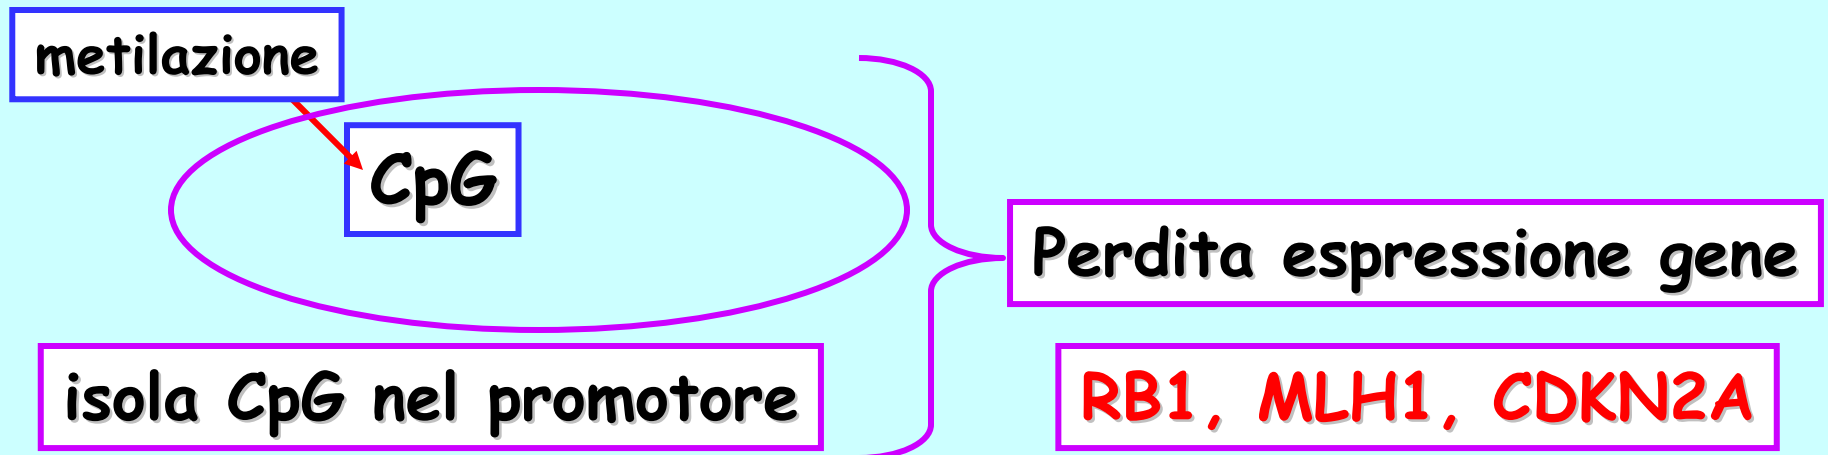 metilazione
CpG
Perdita espressione gene
isola CpG nel promotore
RB1, MLH1, CDKN2A